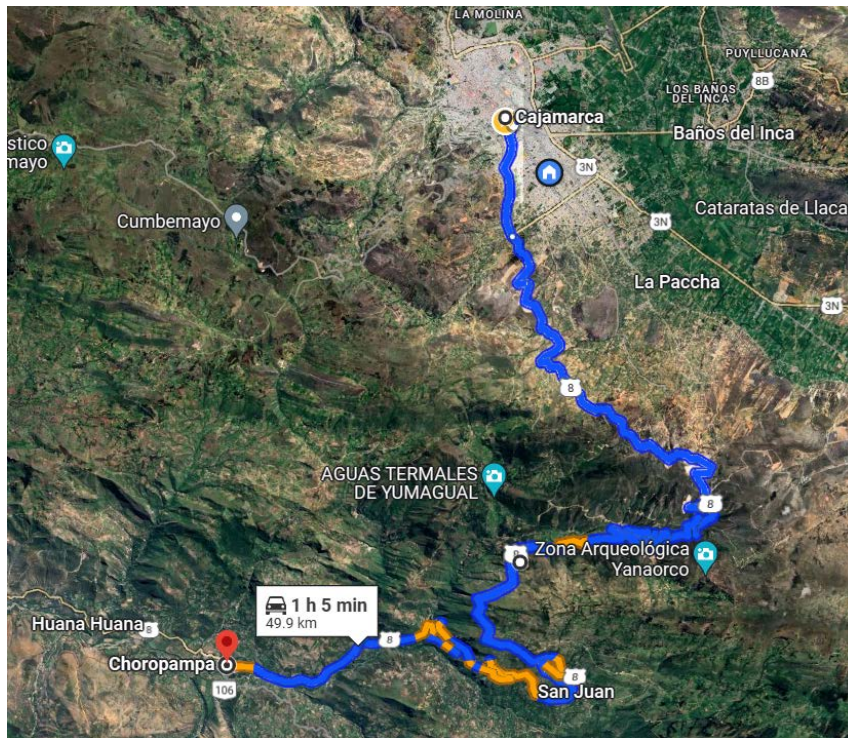 LA MOLINA
PUYLLUCANA
8B
LOS BAÑOS
DEL INCA
Cajamarca
Baños del Inca
stico
mayo
3N
Cumbemayo
Cataratas de Llaca
3N
La Paccha
3N
8
AGUAS TERMALES
DE YUMAGUAL
8
8
Zona Arqueológica
Yanaorco
1 h 5 min
49.9 km
Huana Huana
8
8
Choropampa
106
8
San Juan